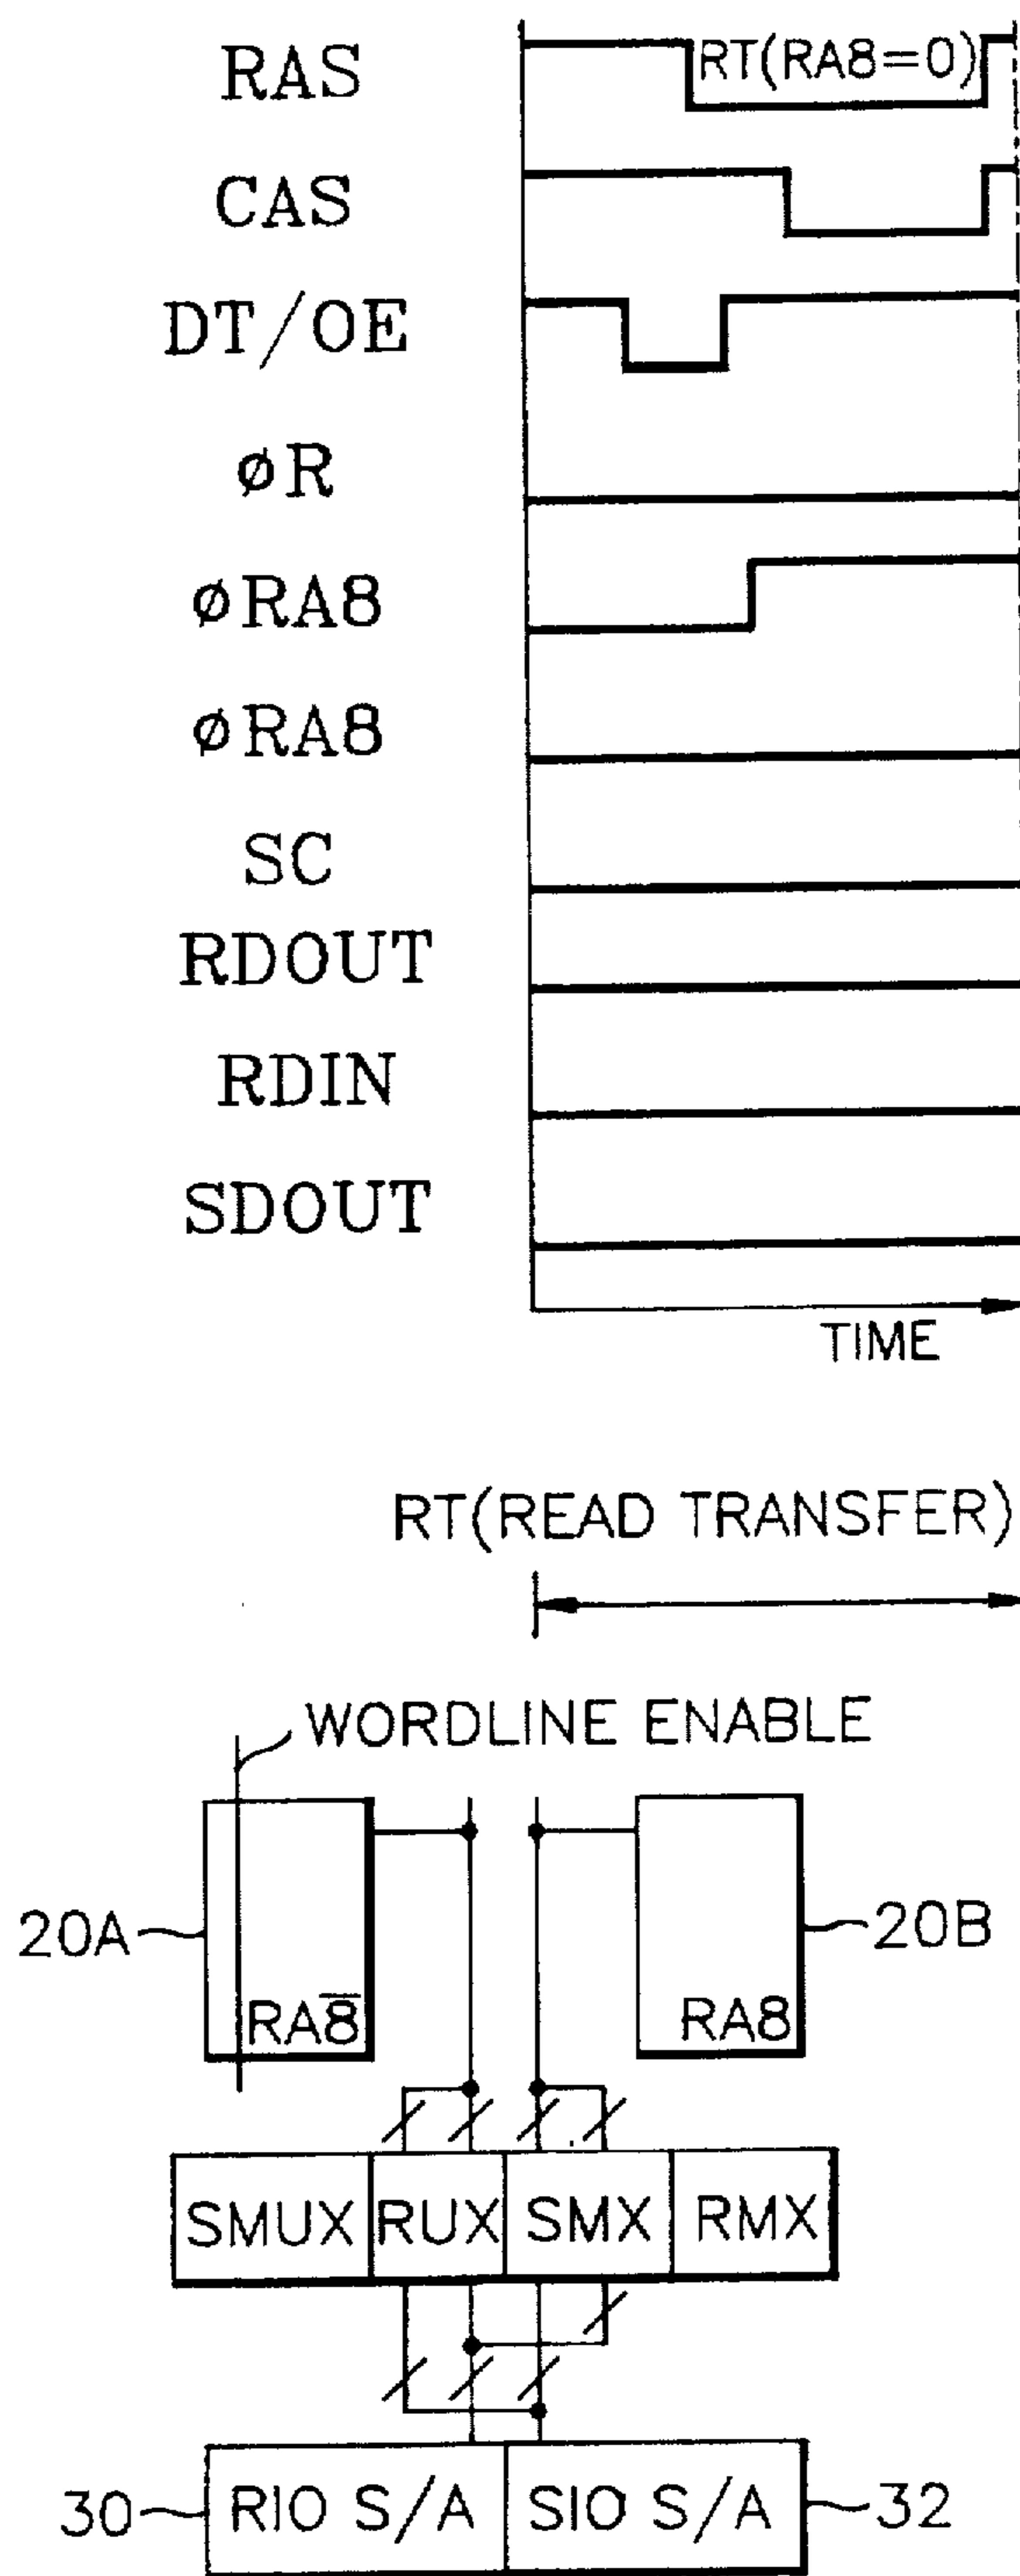 RAS
RT(RA8=0)
CAS
DT/OE
øR
øRA8
øRA8
SC
RDOUT
RDIN
SDOUT
TIME
RT(READ TRANSFER)
WORDLINE ENABLE
20A
RA8̅
RA8
20B
SMUX RUX SMX RMX
30
RIO S/A
SIO S/A
32